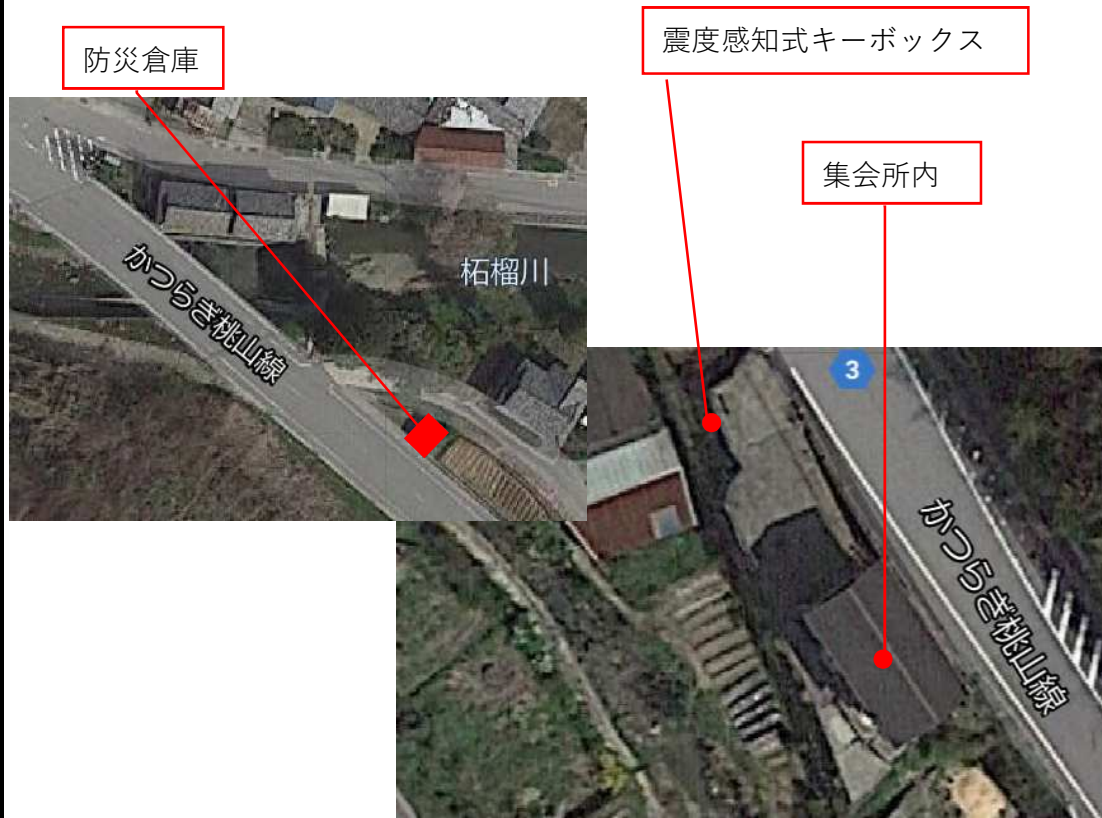 防災倉庫
震度感知式キーボックス
集会所内
柘榴川
かつらぎ桃山線
3
かつらぎ桃山線